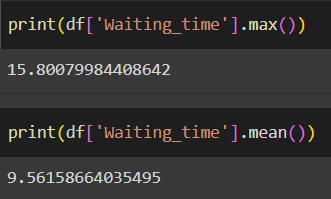 print(df['Waiting_time'].max())
15.80079984408642
print(df['Waiting_time'].mean())
9.56158664035495